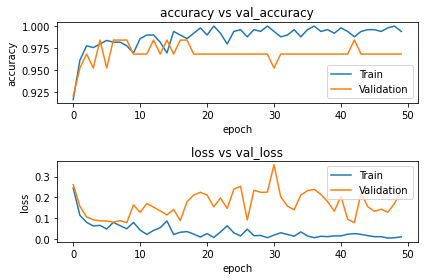 accuracy vs val_accuracy
1.000
0.975
0.950
0.925
accuracy
Train
Validation
0 10 20 30 40 50
epoch
loss vs val_loss
0.3
0.2
0.1
0.0
loss
Train
Validation
0 10 20 30 40 50
epoch